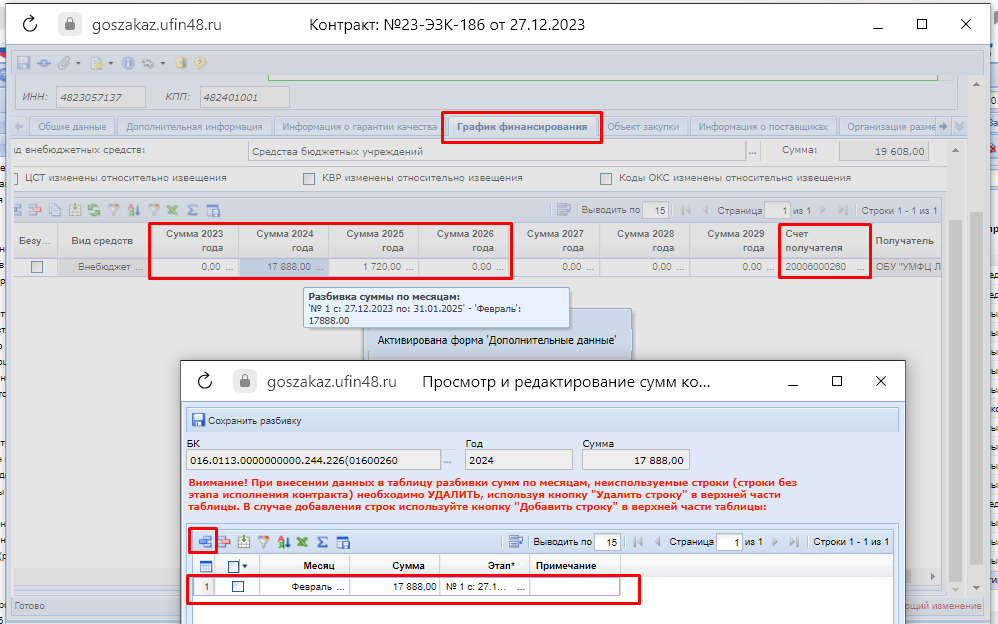 goszakaz.ufin48.ru Контракт: №23-ЭЗК-186 от 27.12.2023
ИНН: 4823057137 КПП: 482401001
Общие данные Дополнительная информация Информация о гарантии качества График финансирования Объект закупки Информация о поставщиках Организация разме
ид внебюджетных средств: Средства бюджетных учреждений ... Сумма: 19 608,00
ЦСТ изменены относительно извещения КВР изменены относительно извещения Коды ОКС изменены относительно извещения
Выводить по 15 Страница 1 из 1 Строки 1 - 1 из 1
Безу... Вид средств Сумма 2023 года Сумма 2024 года Сумма 2025 года Сумма 2026 года Сумма 2027 года Сумма 2028 года Сумма 2029 года Счет получателя Получатель
Внебюджет ... 0,00 ... 17 888,00 ... 1 720,00 ... 0,00 ... 0,00 ... 0,00 ... 0,00 ... 20006000260 ... ОБУ "УМФЦ Л
Разбивка суммы по месяцам:
'№ 1 с: 27.12.2023 по: 31.01.2025' - 'Февраль':
17888.00
Активирована форма 'Дополнительные данные'
goszakaz.ufin48.ru Просмотр и редактирование сумм ко...
Сохранить разбивку
БК Год Сумма
016.0113.0000000000.244.226(01600260 ... 2024 17 888,00
Внимание! При внесении данных в таблицу разбивки сумм по месяцам, неиспользуемые строки (строки без
этапа исполнения контракта) необходимо УДАЛИТЬ, используя кнопку "Удалить строку" в верхней части
таблицы. В случае добавления строк используйте кнопку "Добавить строку" в верхней части таблицы:
Выводить по 15 Страница 1 из 1 Строки 1 - 1 из 1
Месяц Сумма Этап* Примечание
1 Февраль ... 17 888,00 № 1 с: 27.1... ...
Готово ощий изменение